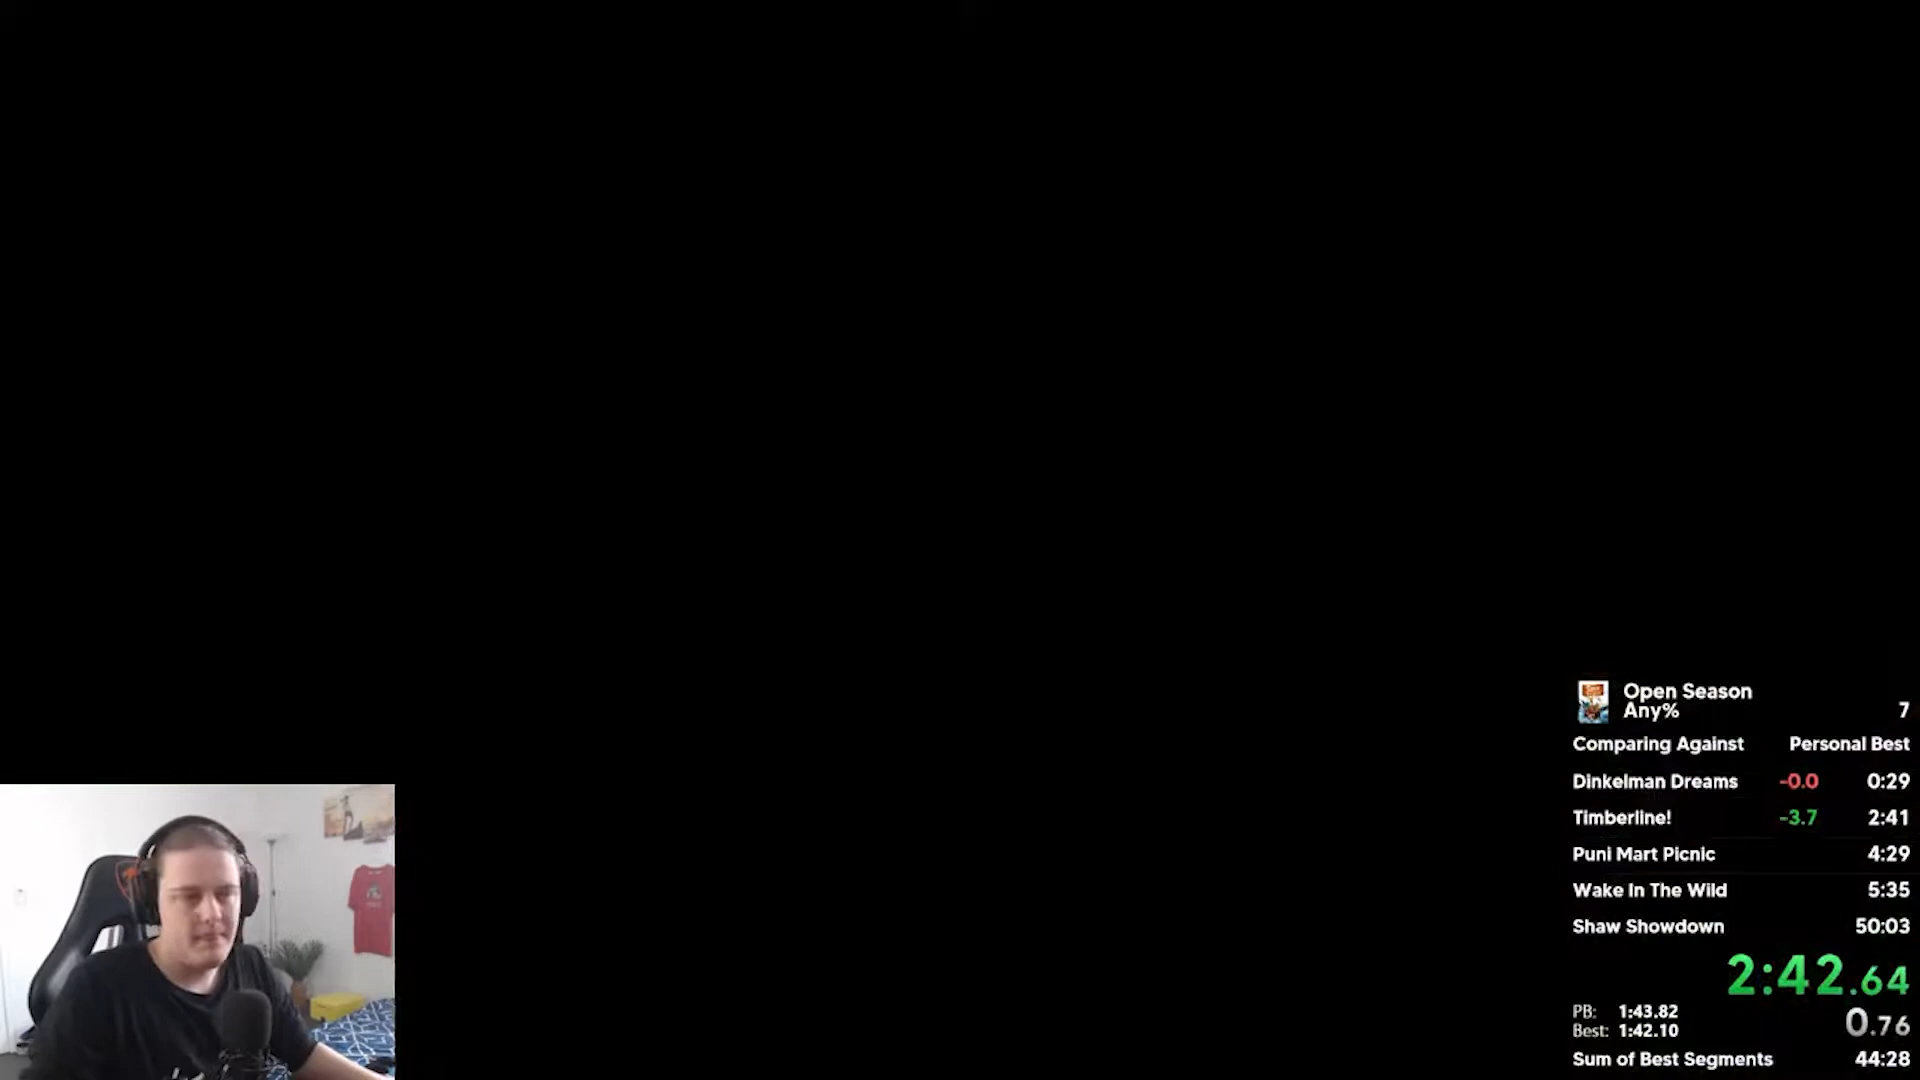 Open Season
Any% 7
Comparing Against Personal Best
Dinkelman Dreams -0.0 0:29
Timberline! -3.7 2:41
Puni Mart Picnic 4:29
Wake In The Wild 5:35
Shaw Showdown 50:03
2:42.64
PB: 1:43.82
Best: 1:42.10
0.76
Sum of Best Segments 44:28